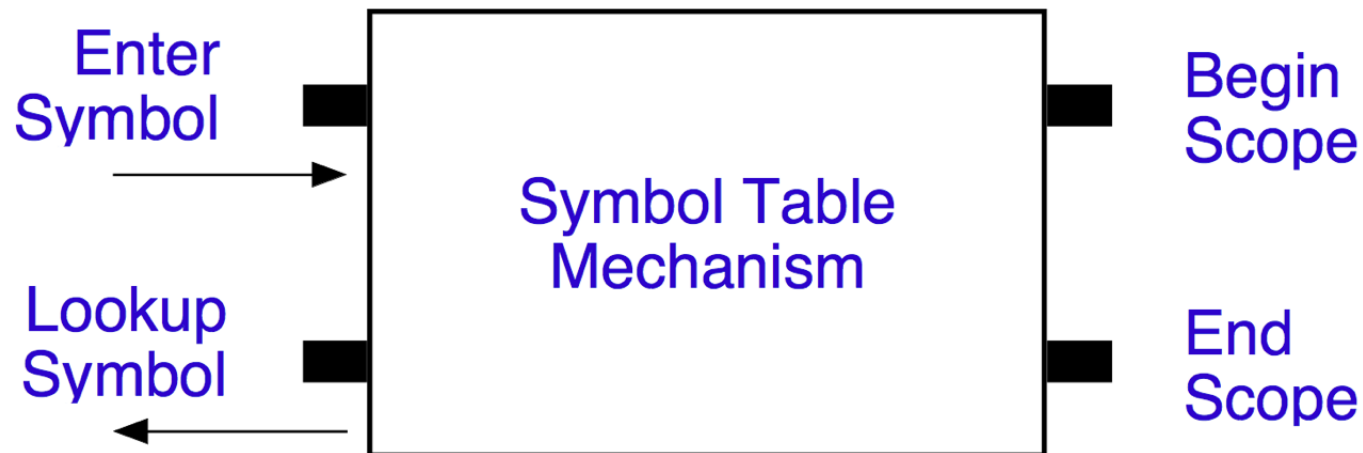 Enter
Symbol
Begin
Scope
Symbol Table
Mechanism
Lookup
Symbol
End
Scope